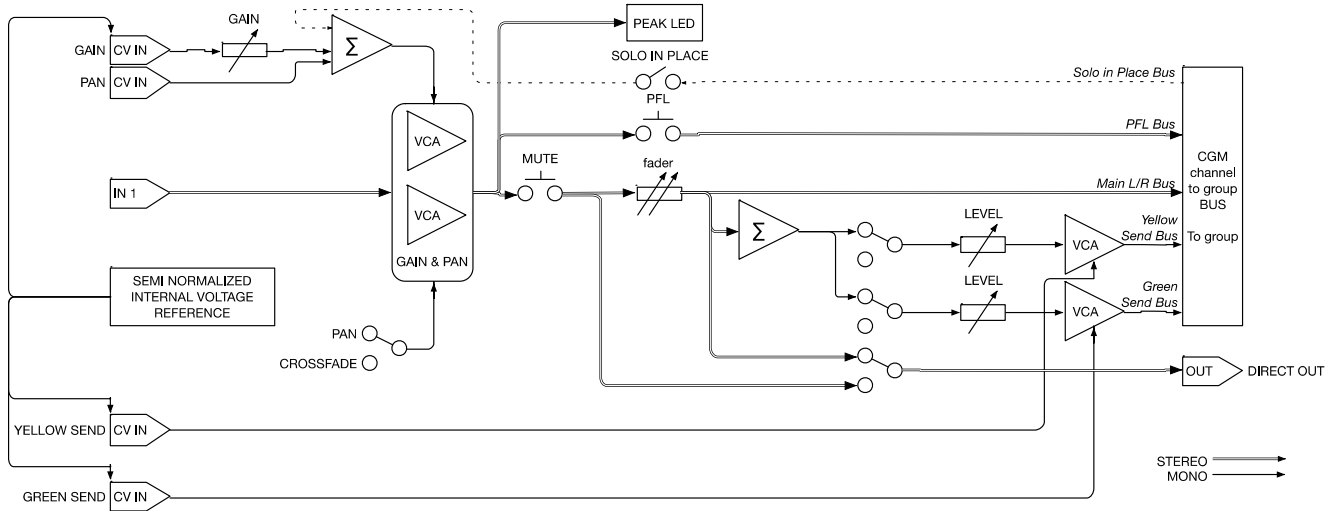 GAIN
PEAK LED
GAIN
CV IN
Σ
SOLO IN PLACE
Solo in Place Bus
PAN
CV IN
PFL
PFL Bus
VCA
CGM
channel
to group
BUS
To group
MUTE
fader
IN 1
Main L/R Bus
VCA
LEVEL
Yellow
Send Bus
Σ
VCA
GAIN & PAN
SEMI NORMALIZED
INTERNAL VOLTAGE
REFERENCE
LEVEL
Green
Send Bus
VCA
PAN
CROSSFADE
OUT
DIRECT OUT
YELLOW SEND
CV IN
STEREO
MONO
GREEN SEND
CV IN